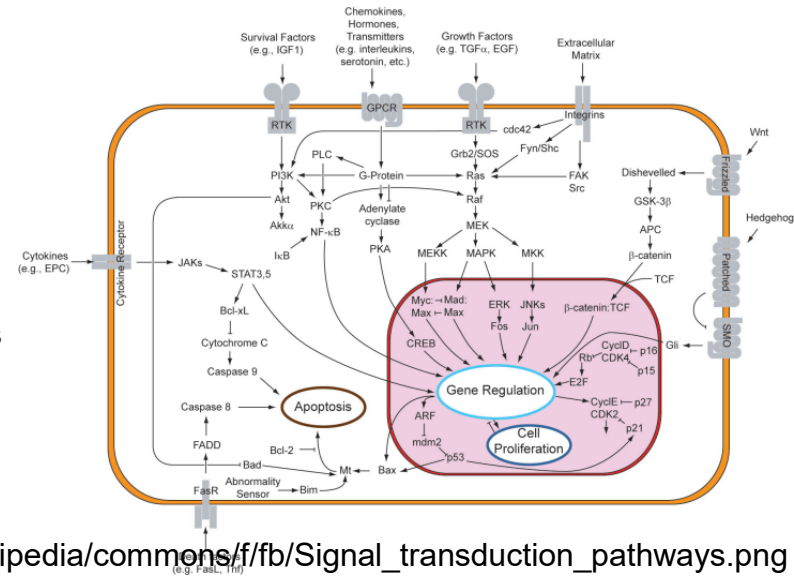 Chemokines,
Hormones,
Transmitters
(e.g. interleukins,
serotonin, etc.)
Survival Factors
(e.g., IGF1)
Growth Factors
(e.g. TGFα, EGF)
Extracellular
Matrix
GPCR
RTK
RTK
Integrins
cdc42
Wnt
PLC
Grb2/SOS
Fyn/Shc
Frizzled
PI3K
G-Protein
Ras
FAK
Src
Dishevelled
Akt
PKC
Adenylate
cyclase
Raf
GSK-3β
Hedgehog
Akkα
NF-κB
MEK
APC
IκB
PKA
MEKK
MAPK
MKK
β-catenin
Patched
Cytokines
(e.g., EPC)
Cytokine Receptor
JAKs
STAT3,5
TCF
Myc:
Max
Mad:
Max
ERK
JNKs
β-catenin:TCF
Bcl-xL
Fos
Jun
SMO
Cytochrome C
CREB
Gli
CyclD
CDK4
p16
Rb
p15
Caspase 9
E2F
Gene Regulation
CyclE
p27
CDK2
Caspase 8
Apoptosis
ARF
p21
Cell
Proliferation
FADD
mdm2
Bcl-2
p53
Bad
Mt
Bax
FasR
Abnormality
Sensor
Bim
s
ipedia/commons/f/fb/Signal_transduction_pathways.png
(e.g. FasL, Tnf)